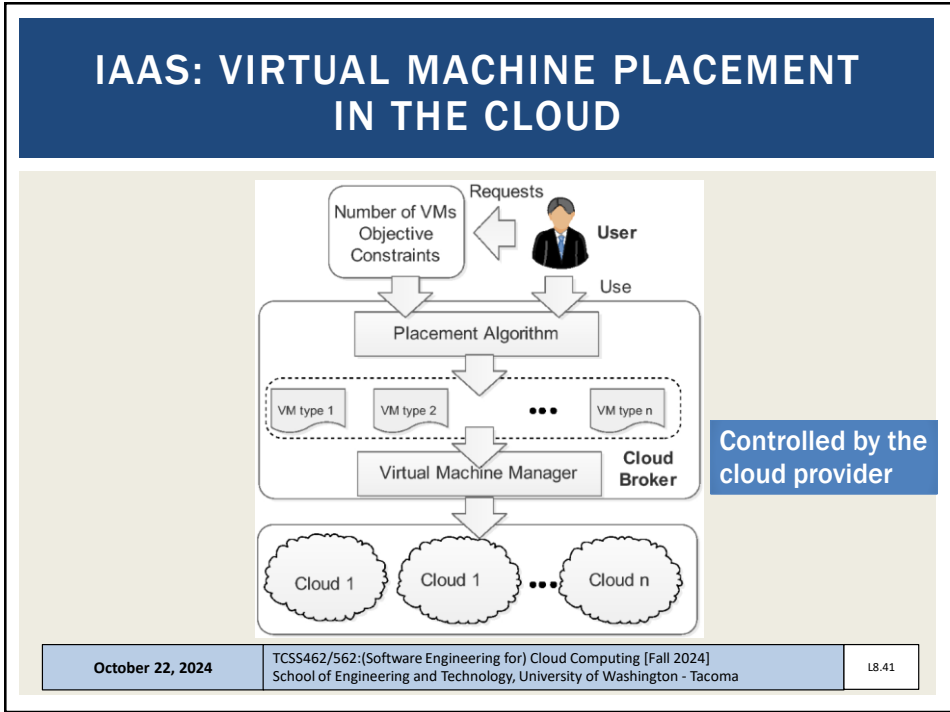 IAAS: VIRTUAL MACHINE PLACEMENT
IN THE CLOUD
Requests
Number of VMs
Objective
Constraints
User
Use
Placement Algorithm
VM type 1
VM type 2
•••
VM type n
Virtual Machine Manager
Cloud
Broker
Controlled by the
cloud provider
Cloud 1
Cloud 1
•••
Cloud n
October 22, 2024
TCSS462/562:(Software Engineering for) Cloud Computing [Fall 2024]
School of Engineering and Technology, University of Washington - Tacoma
L8.41